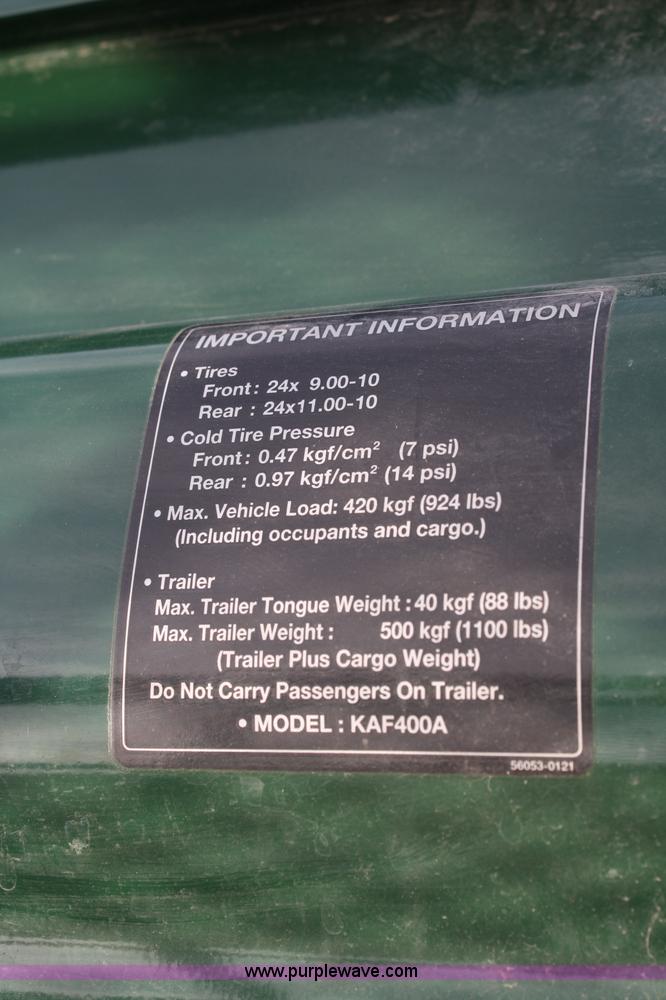 IMPORTANT INFORMATION
• Tires
Front: 24x 9.00-10
Rear : 24x11.00-10
• Cold Tire Pressure
Front: 0.47 kgf/cm² (7 psi)
Rear : 0.97 kgf/cm² (14 psi)
• Max. Vehicle Load: 420 kgf (924 lbs)
(Including occupants and cargo.)
• Trailer
Max. Trailer Tongue Weight : 40 kgf (88 lbs)
Max. Trailer Weight : 500 kgf (1100 lbs)
(Trailer Plus Cargo Weight)
Do Not Carry Passengers On Trailer.
• MODEL : KAF400A
56053-0121
www.purplewave.com